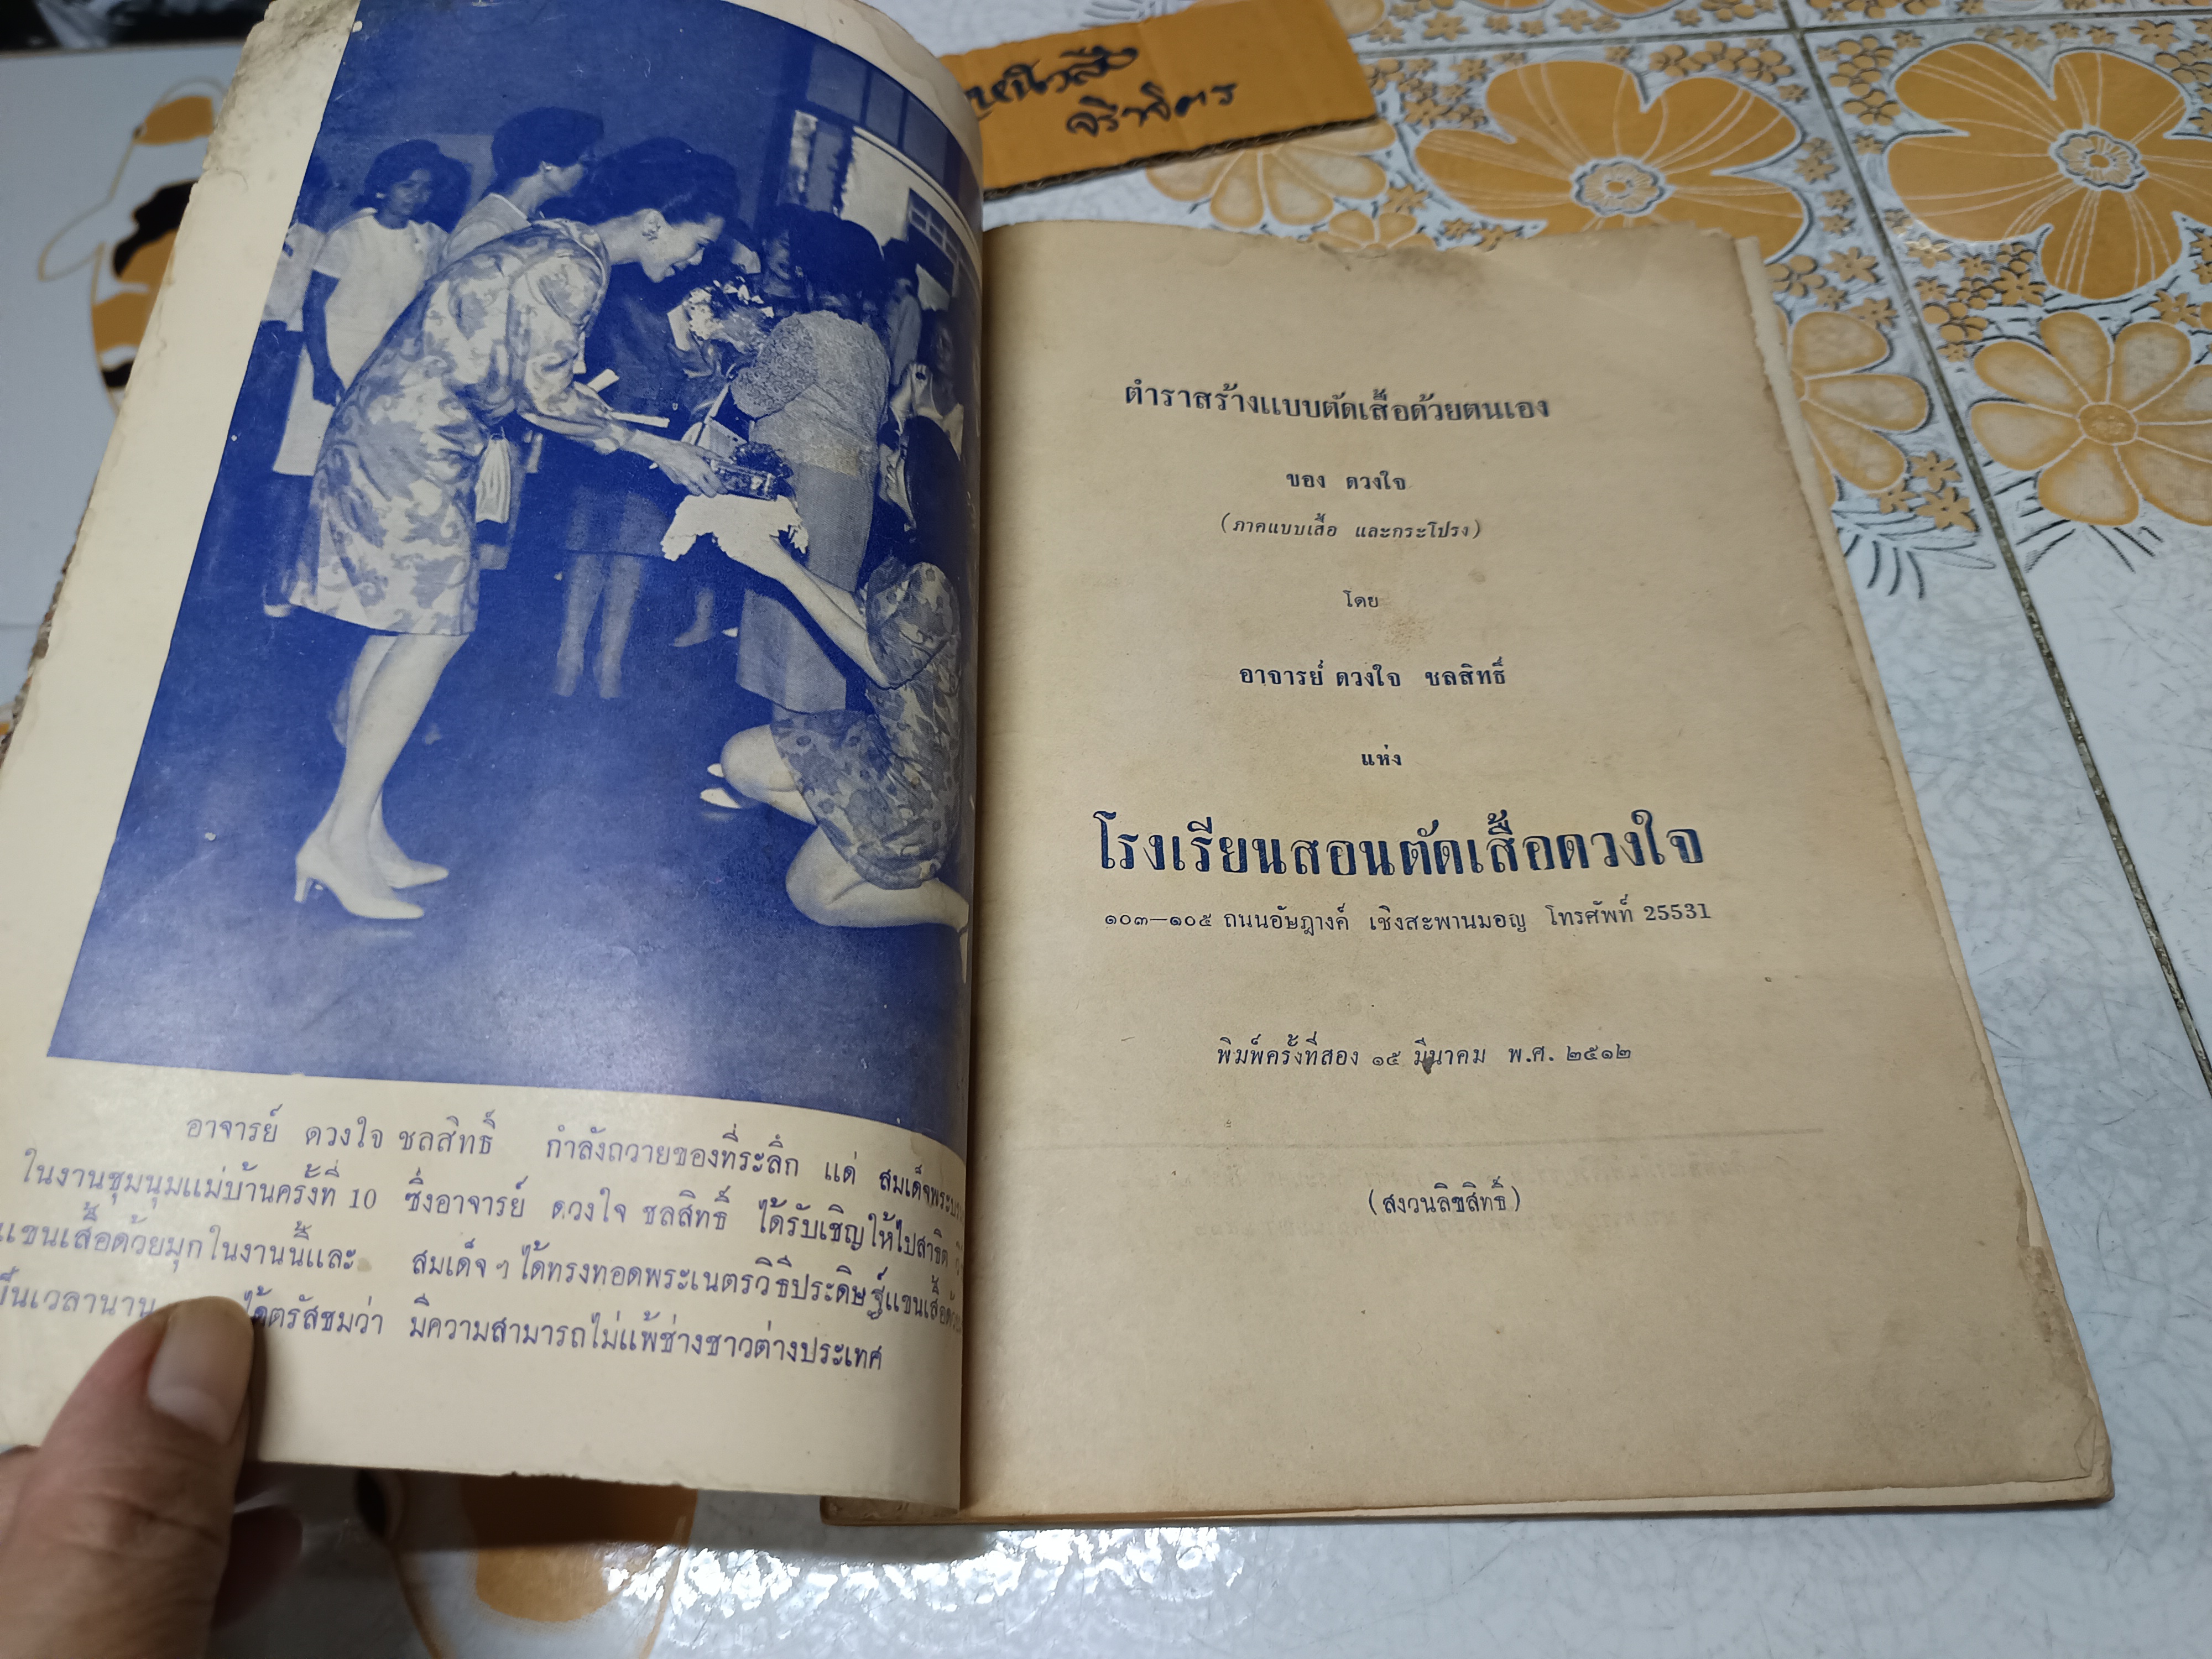 อาจารย์ ดวงใจ ชลสิทธิ์ กำลังถวายของที่ระลึก แด่ สมเด็จพระบรม
ในงานชุมนุมแม่บ้านครั้งที่ 10 ซึ่งอาจารย์ ดวงใจ ชลสิทธิ์ ได้รับเชิญให้ไปสาธิต
แขนเสื้อด้วยมุกในงานนี้และ สมเด็จ ๆ ได้ทรงทอดพระเนตรวิธีประดิษฐ์แขนเสื้อด้วย
เวลานาน ได้ตรัสชมว่า มีความสามารถไม่แพ้ช่างชาวต่างประเทศ
ตำราสร้างแบบตัดเสื้อด้วยตนเอง
ของ ดวงใจ
(ภาคแบบเสื้อ และกระโปรง)
โดย
อาจารย์ ดวงใจ ชลสิทธิ์
แห่ง
โรงเรียนสอนตัดเสื้อดวงใจ
๑๐๓—๑๐๕ ถนนอัษฎางค์ เชิงสะพานมอญ โทรศัพท์ 25531
พิมพ์ครั้งที่สอง ๑๕ มีนาคม พ.ศ. ๒๕๑๒
(สงวนลิขสิทธิ์)